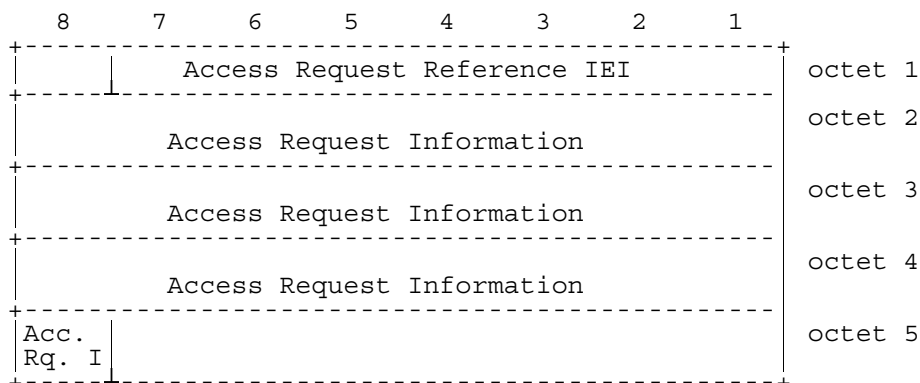 8 7 6 5 4 3 2 1
Access Request Reference IEI octet 1
octet 2
Access Request Information
octet 3
Access Request Information
octet 4
Access Request Information
Acc. octet 5
Rq. I